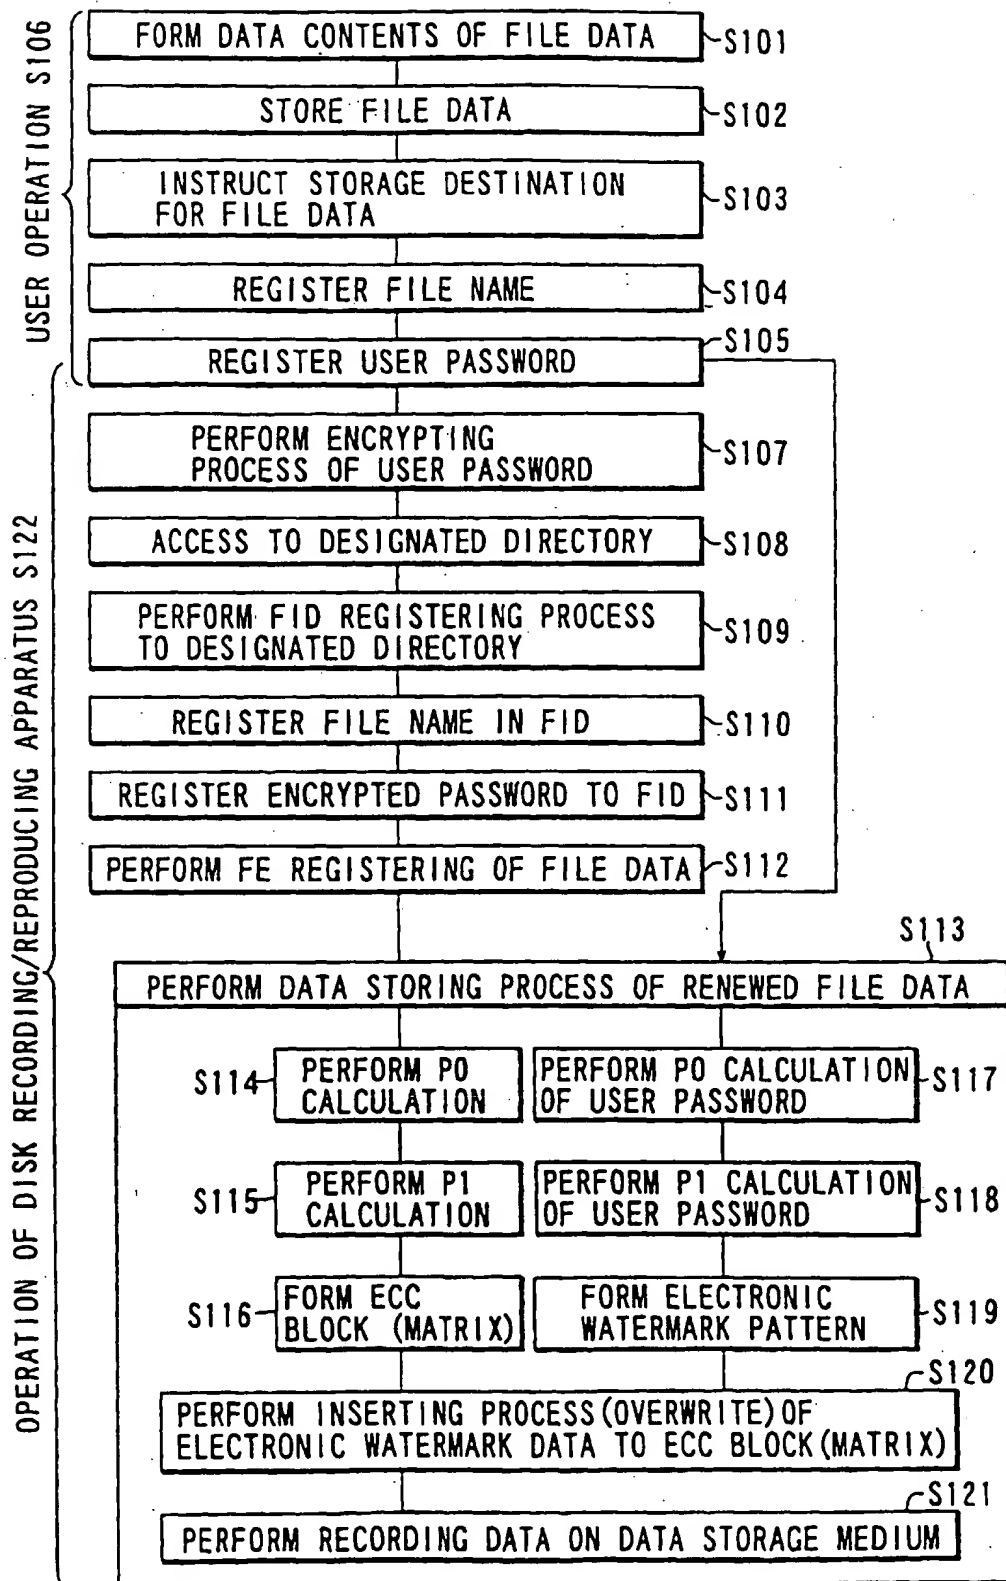 USER OPERATION S106
FORM DATA CONTENTS OF FILE DATA
S101
STORE FILE DATA
S102
INSTRUCT STORAGE DESTINATION
FOR FILE DATA
S103
REGISTER FILE NAME
S104
REGISTER USER PASSWORD
S105
OPERATION OF DISK RECORDING/REPRODUCING APPARATUS S122
PERFORM ENCRYPTING
PROCESS OF USER PASSWORD
S107
ACCESS TO DESIGNATED DIRECTORY
S108
PERFORM FID REGISTERING PROCESS
TO DESIGNATED DIRECTORY
S109
REGISTER FILE NAME IN FID
S110
REGISTER ENCRYPTED PASSWORD TO FID
S111
PERFORM FE REGISTERING OF FILE DATA
S112
S113
PERFORM DATA STORING PROCESS OF RENEWED FILE DATA
S114
PERFORM P0
CALCULATION
PERFORM P0 CALCULATION
OF USER PASSWORD
S117
S115
PERFORM P1
CALCULATION
PERFORM P1 CALCULATION
OF USER PASSWORD
S118
S116
FORM ECC
BLOCK (MATRIX)
FORM ELECTRONIC
WATERMARK PATTERN
S119
S120
PERFORM INSERTING PROCESS(OVERWRITE)OF
ELECTRONIC WATERMARK DATA TO ECC BLOCK(MATRIX)
S121
PERFORM RECORDING DATA ON DATA STORAGE MEDIUM